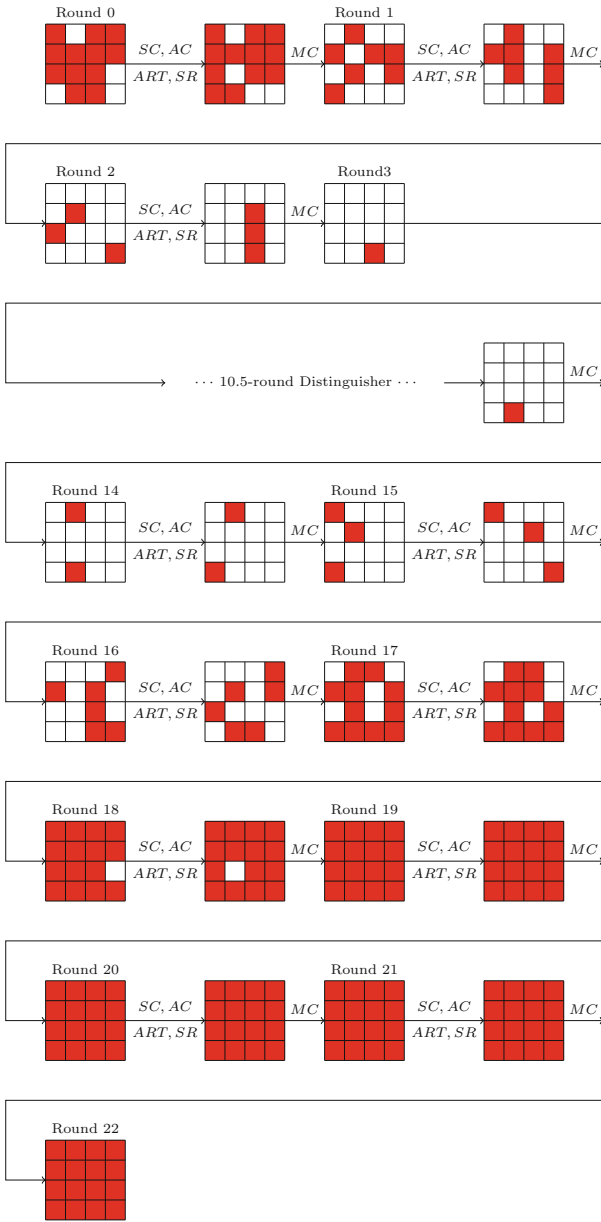 Round 0
Round 1
SC, AC
MC
SC, AC
MC
ART, SR
ART, SR
Round 2
Round3
SC, AC
MC
ART, SR
··· 10.5-round Distinguisher ···
MC
Round 14
Round 15
SC, AC
MC
SC, AC
MC
ART, SR
ART, SR
Round 16
Round 17
SC, AC
MC
SC, AC
MC
ART, SR
ART, SR
Round 18
Round 19
SC, AC
MC
SC, AC
MC
ART, SR
ART, SR
Round 20
Round 21
SC, AC
MC
SC, AC
MC
ART, SR
ART, SR
Round 22